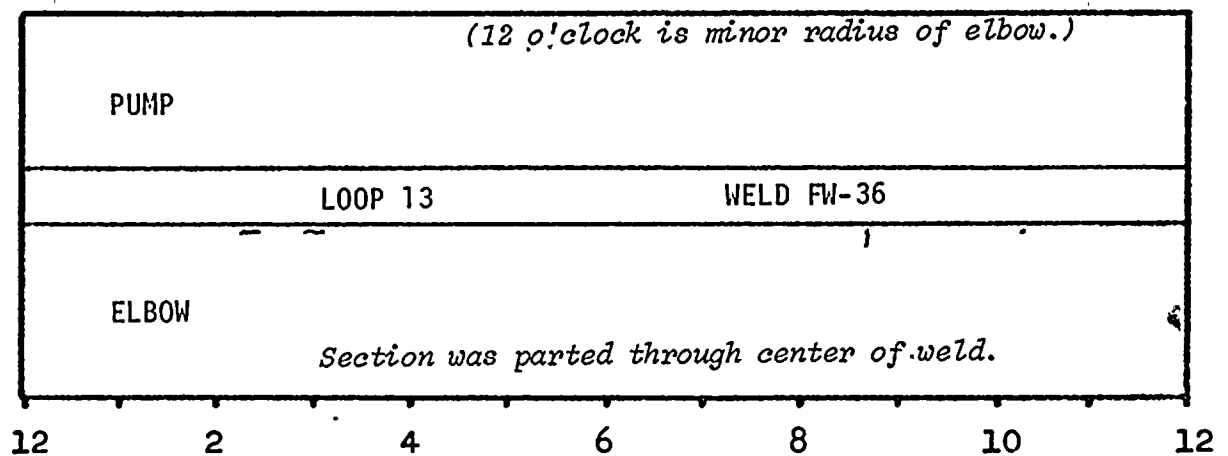 (12 o'clock is minor radius of elbow.)
PUMP
LOOP 13 WELD FW-36
ELBOW
Section was parted through center of weld.
12 2 4 6 8 10 12